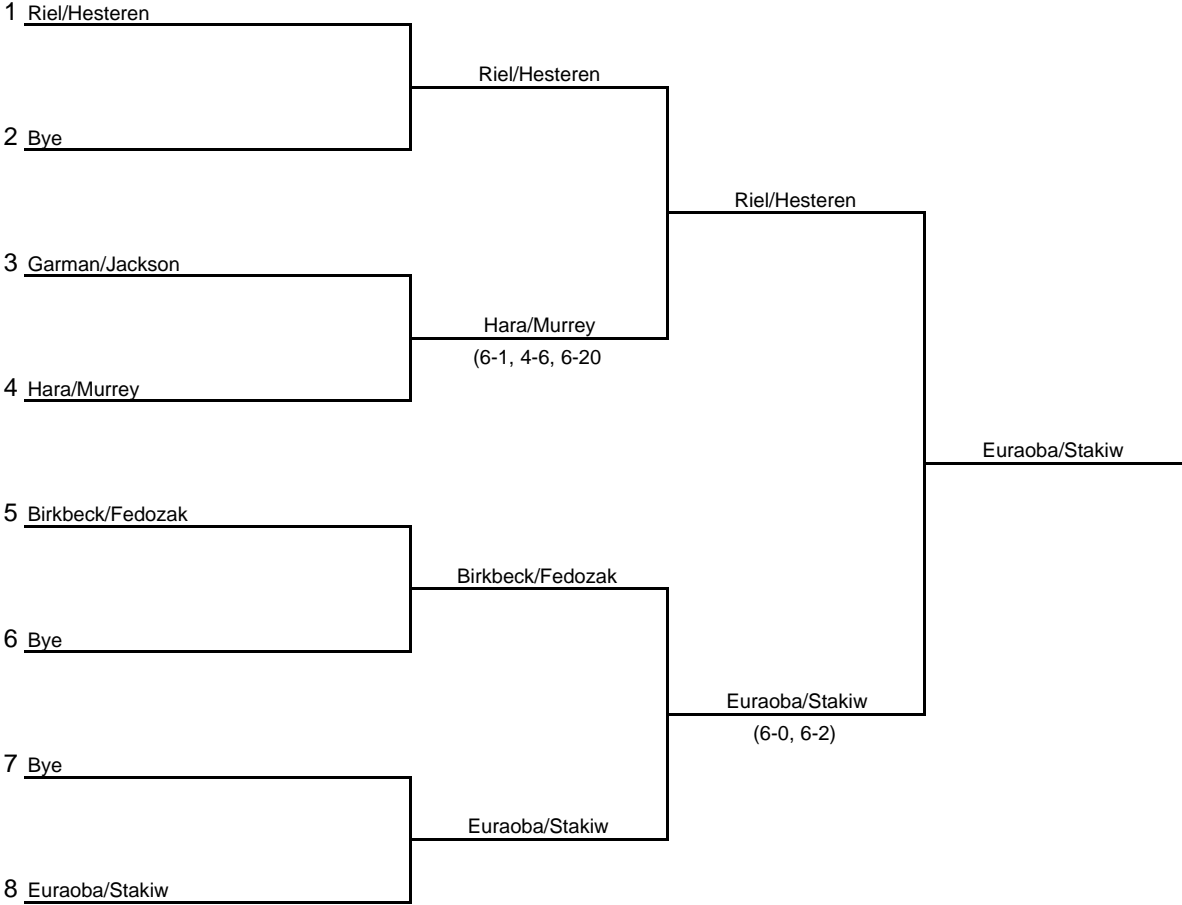 1 Riel/Hesteren
Riel/Hesteren
2 Bye
Riel/Hesteren
3 Garman/Jackson
Hara/Murrey
(6-1, 4-6, 6-20
4 Hara/Murrey
Euraoba/Stakiw
5 Birkbeck/Fedozak
Birkbeck/Fedozak
6 Bye
Euraoba/Stakiw
(6-0, 6-2)
7 Bye
Euraoba/Stakiw
8 Euraoba/Stakiw